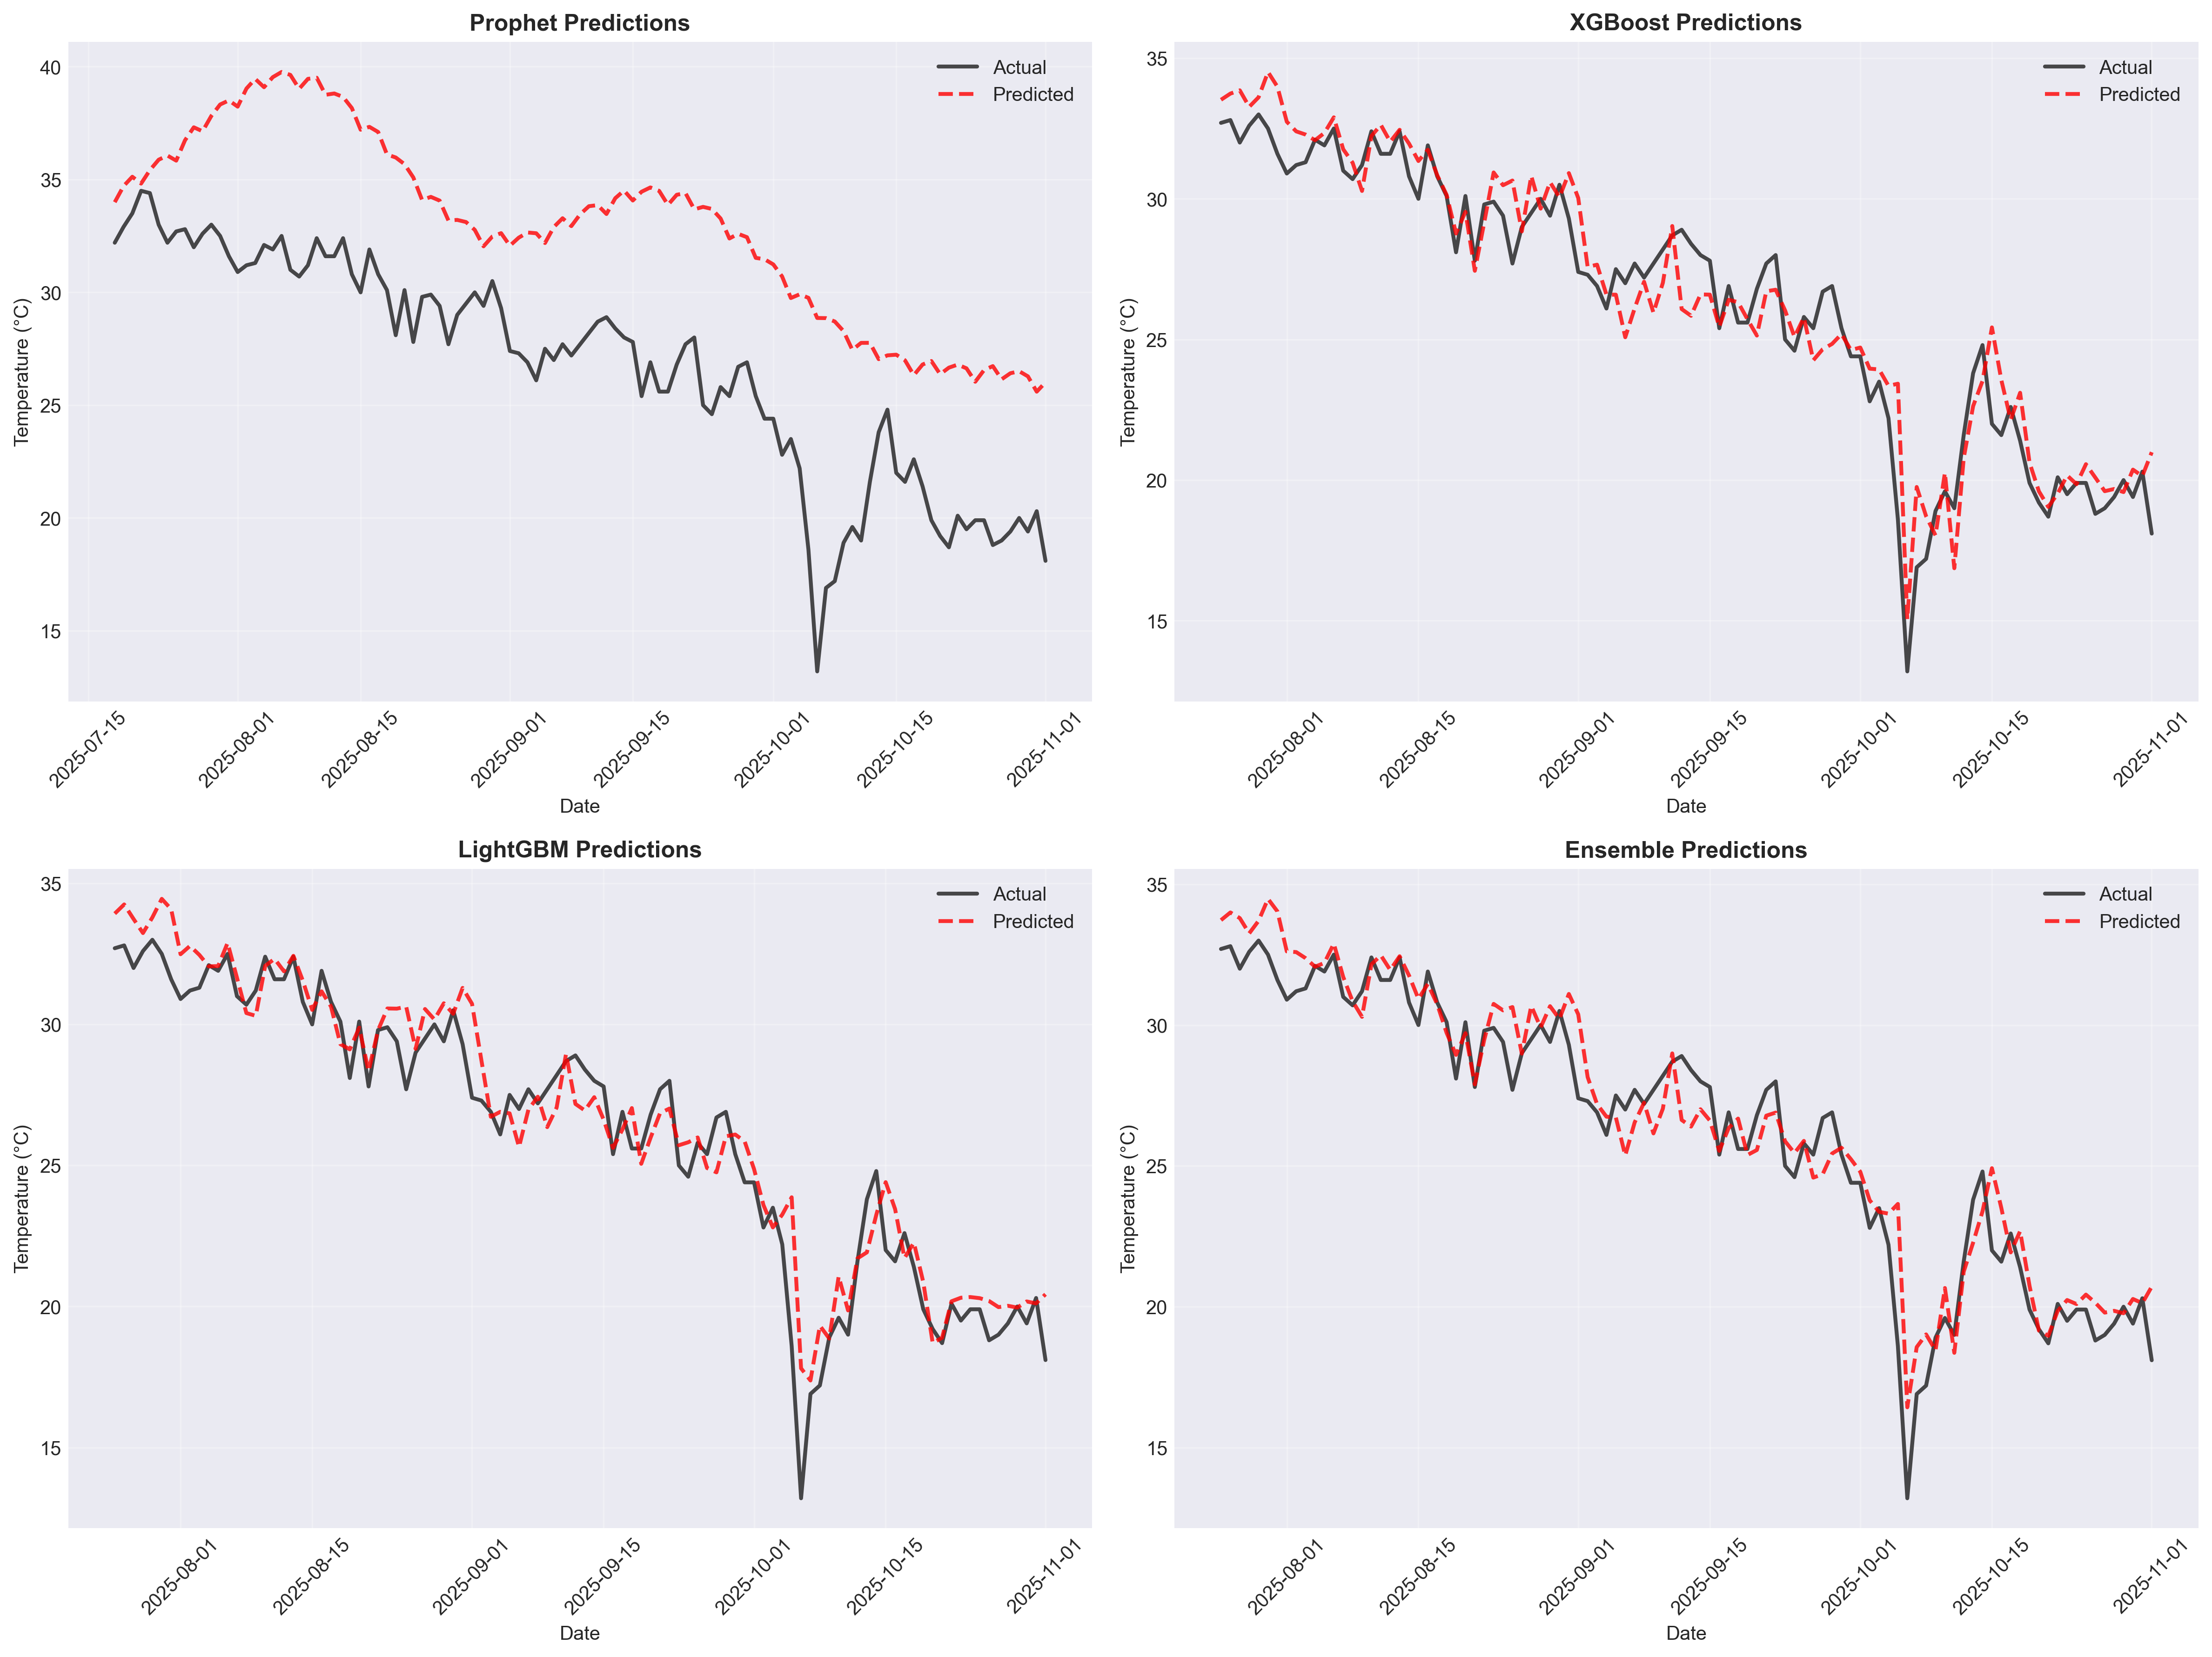 Prophet Predictions
40
35
30
25
20
15
Temperature (°C)
Actual
Predicted
2025-07-15
2025-08-01
2025-08-15
2025-09-01
2025-09-15
2025-10-01
2025-10-15
2025-11-01
Date
XGBoost Predictions
35
30
25
20
15
Temperature (°C)
Actual
Predicted
2025-08-01
2025-08-15
2025-09-01
2025-09-15
2025-10-01
2025-10-15
2025-11-01
Date
LightGBM Predictions
35
30
25
20
15
Temperature (°C)
Actual
Predicted
2025-08-01
2025-08-15
2025-09-01
2025-09-15
2025-10-01
2025-10-15
2025-11-01
Date
Ensemble Predictions
35
30
25
20
15
Temperature (°C)
Actual
Predicted
2025-08-01
2025-08-15
2025-09-01
2025-09-15
2025-10-01
2025-10-15
2025-11-01
Date